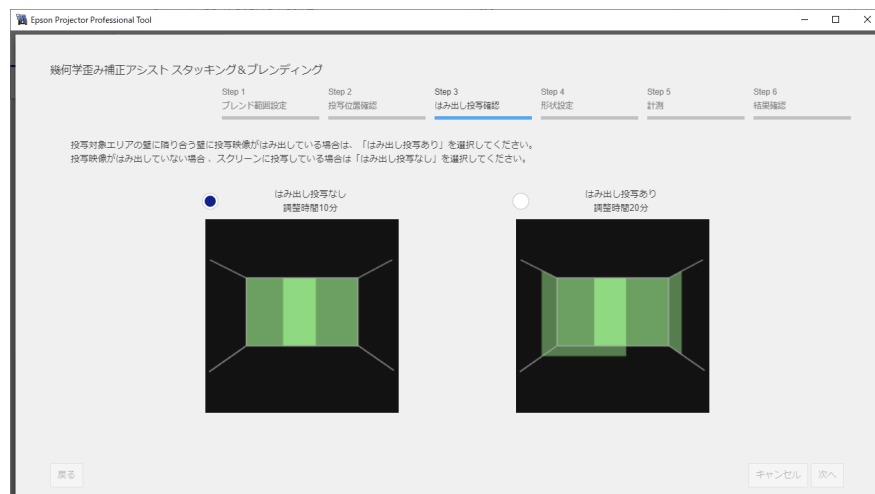 Epson Projector Professional Tool
幾何学歪み補正アシスト スタッキング＆ブレンディング
Step 1
ブレンド範囲設定
Step 2
投写位置確認
Step 3
はみ出し投写確認
Step 4
形状設定
Step 5
計測
Step 6
結果確認
投写対象エリアの壁に隣り合う壁に投写映像がはみ出している場合は、「はみ出し投写あり」を選択してください。
投写映像がはみ出していない場合、スクリーンに投写している場合は「はみ出し投写なし」を選択してください。
はみ出し投写なし
調整時間10分
はみ出し投写あり
調整時間20分
戻る
キャンセル
次へ